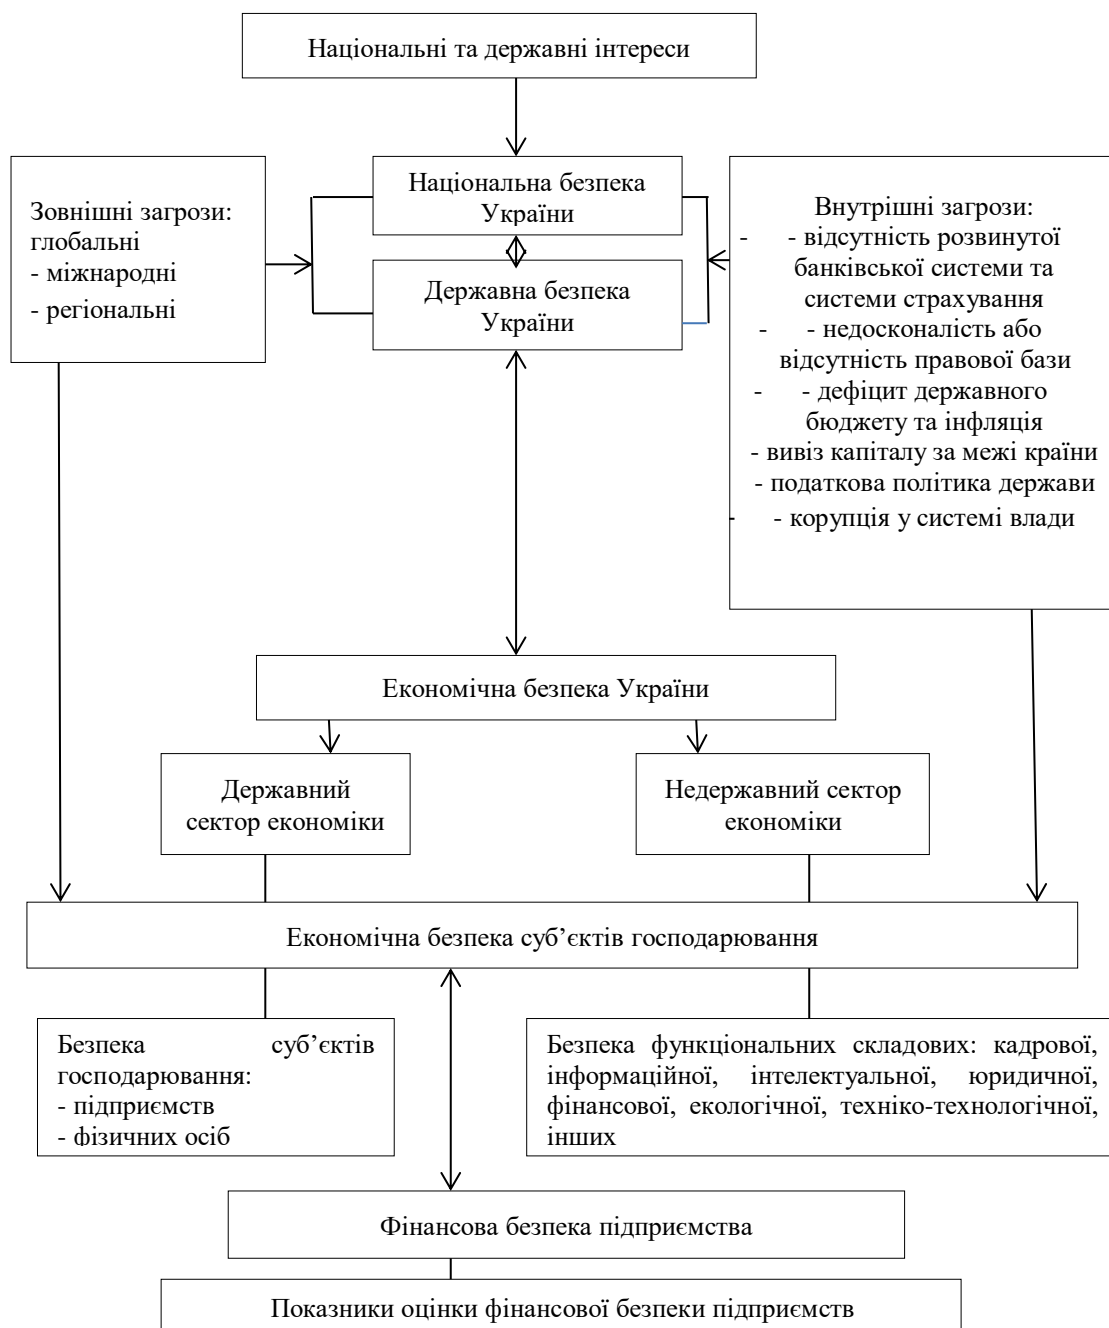 Національні та державні інтереси
Зовнішні загрози:
глобальні
- міжнародні
- регіональні
Національна безпека
України
Державна безпека
України
Внутрішні загрози:
- - відсутність розвинутої
банківської системи та
системи страхування
- - недосконалість або
відсутність правової бази
- - дефіцит державного
бюджету та інфляція
- вивіз капіталу за межі країни
- податкова політика держави
- - корупція у системі влади
Економічна безпека України
Державний
сектор економіки
Недержавний сектор
економіки
Економічна безпека суб’єктів господарювання
Безпека суб’єктів
господарювання:
- підприємств
- фізичних осіб
Безпека функціональних складових: кадрової,
інформаційної, інтелектуальної, юридичної,
фінансової, екологічної, техніко-технологічної,
інших
Фінансова безпека підприємства
Показники оцінки фінансової безпеки підприємств